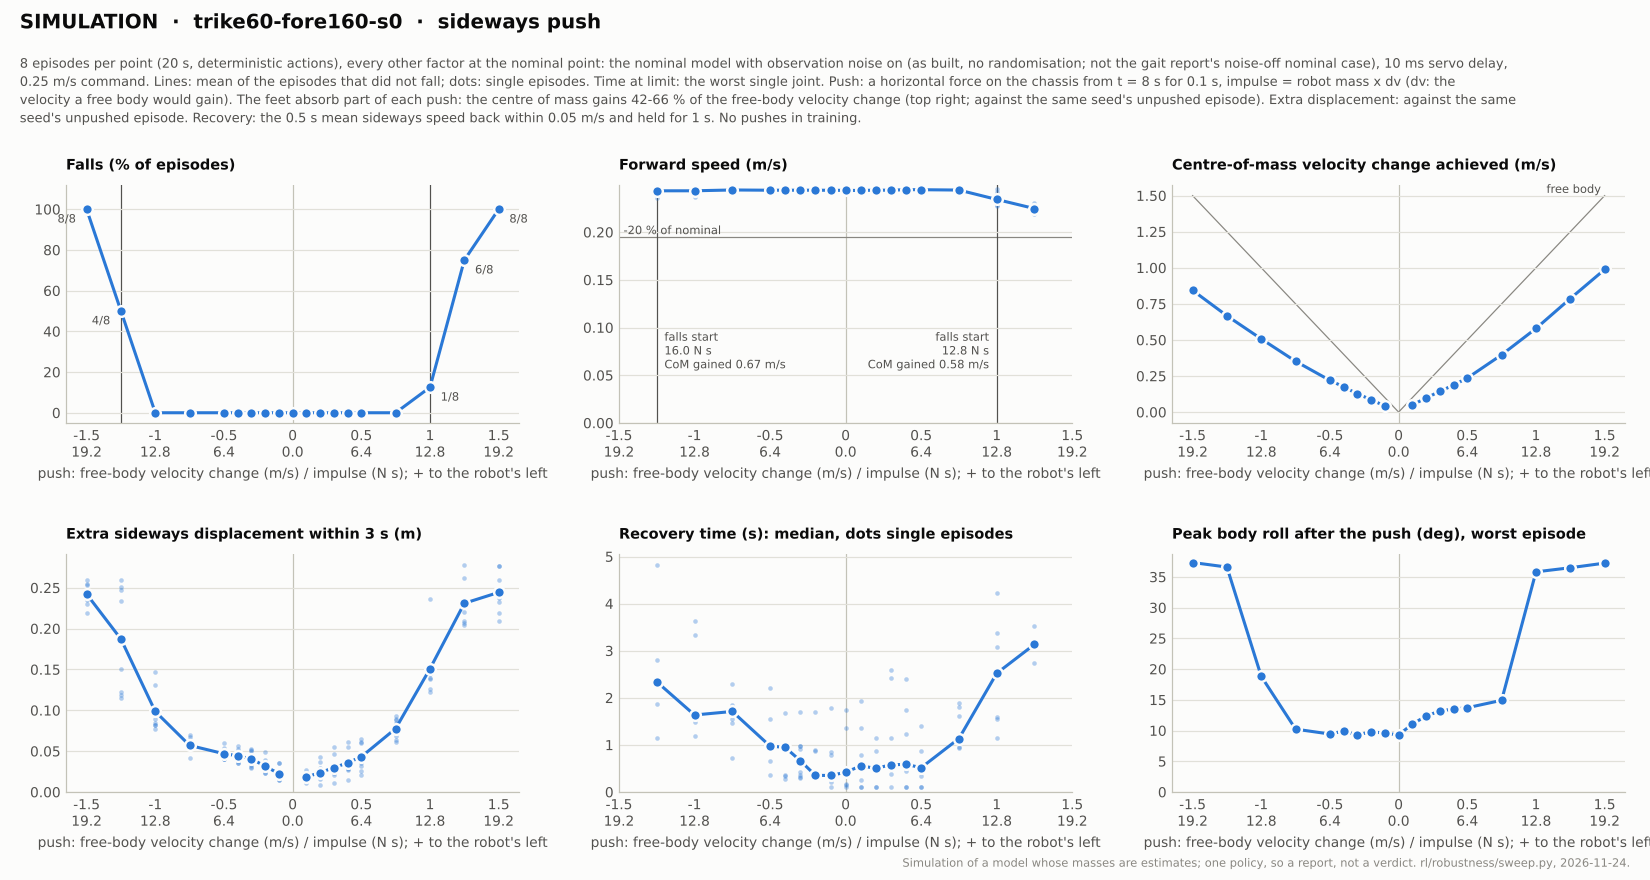 SIMULATION · trike60-fore160-s0 · sideways push
8 episodes per point (20 s, deterministic actions), every other factor at the nominal point: the nominal model with observation noise on (as built, no randomisation; not the gait report's noise-off nominal case), 10 ms servo delay,
0.25 m/s command. Lines: mean of the episodes that did not fall; dots: single episodes. Time at limit: the worst single joint. Push: a horizontal force on the chassis from t = 8 s for 0.1 s, impulse = robot mass x dv (dv: the
velocity a free body would gain). The feet absorb part of each push: the centre of mass gains 42-66 % of the free-body velocity change (top right; against the same seed's unpushed episode). Extra displacement: against the same
seed's unpushed episode. Recovery: the 0.5 s mean sideways speed back within 0.05 m/s and held for 1 s. No pushes in training.
Falls (% of episodes)
100
80
60
40
20
0
8/8
4/8
1/8
6/8
8/8
-1.5 -1 -0.5 0 0.5 1 1.5
19.2 12.8 6.4 0.0 6.4 12.8 19.2
push: free-body velocity change (m/s) / impulse (N s); + to the robot's left
Forward speed (m/s)
0.20
0.15
0.10
0.05
0.00
-20 % of nominal
falls start
16.0 N s
CoM gained 0.67 m/s
falls start
12.8 N s
CoM gained 0.58 m/s
-1.5 -1 -0.5 0 0.5 1 1.5
19.2 12.8 6.4 0.0 6.4 12.8 19.2
push: free-body velocity change (m/s) / impulse (N s); + to the robot's left
Centre-of-mass velocity change achieved (m/s)
1.50
1.25
1.00
0.75
0.50
0.25
0.00
free body
-1.5 -1 -0.5 0 0.5 1 1.5
19.2 12.8 6.4 0.0 6.4 12.8 19.2
push: free-body velocity change (m/s) / impulse (N s); + to the robot's left
Extra sideways displacement within 3 s (m)
0.25
0.20
0.15
0.10
0.05
0.00
-1.5 -1 -0.5 0 0.5 1 1.5
19.2 12.8 6.4 0.0 6.4 12.8 19.2
push: free-body velocity change (m/s) / impulse (N s); + to the robot's left
Recovery time (s): median, dots single episodes
5
4
3
2
1
0
-1.5 -1 -0.5 0 0.5 1 1.5
19.2 12.8 6.4 0.0 6.4 12.8 19.2
push: free-body velocity change (m/s) / impulse (N s); + to the robot's left
Peak body roll after the push (deg), worst episode
35
30
25
20
15
10
5
0
-1.5 -1 -0.5 0 0.5 1 1.5
19.2 12.8 6.4 0.0 6.4 12.8 19.2
push: free-body velocity change (m/s) / impulse (N s); + to the robot's left
Simulation of a model whose masses are estimates; one policy, so a report, not a verdict. rl/robustness/sweep.py, 2026-11-24.